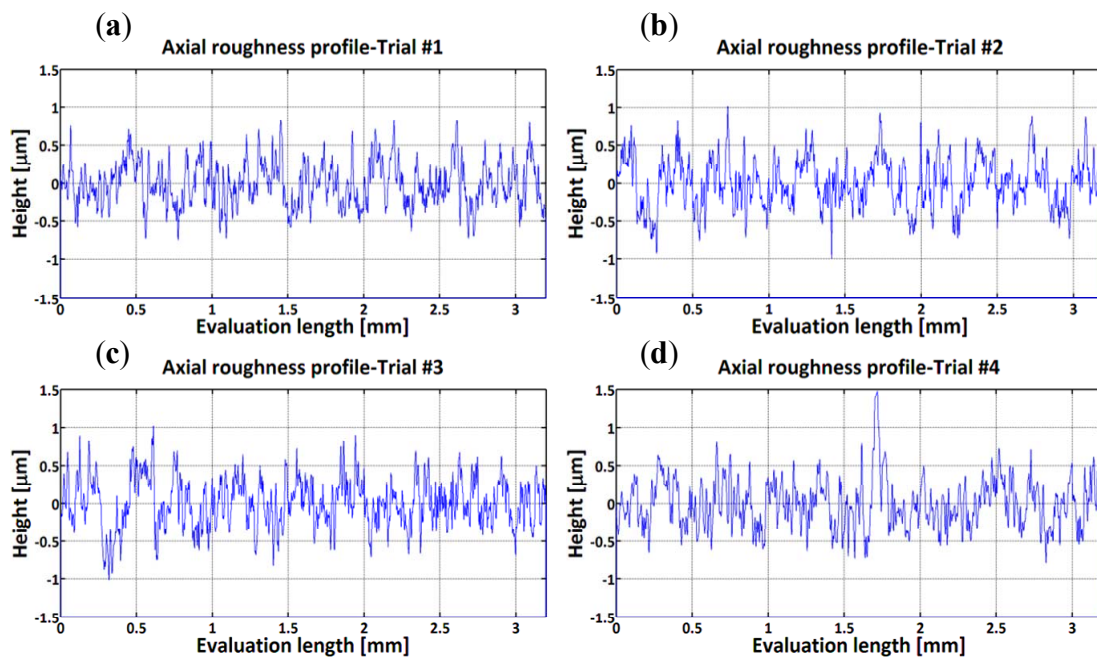 (a)
Axial roughness profile-Trial #1
1.5
1
0.5
0
-0.5
-1
-1.5
Height [µm]
0 0.5 1 1.5 2 2.5 3
Evaluation length [mm]
(b)
Axial roughness profile-Trial #2
1.5
1
0.5
0
-0.5
-1
-1.5
Height [µm]
0 0.5 1 1.5 2 2.5 3
Evaluation length [mm]
(c)
Axial roughness profile-Trial #3
1.5
1
0.5
0
-0.5
-1
-1.5
Height [µm]
0 0.5 1 1.5 2 2.5 3
Evaluation length [mm]
(d)
Axial roughness profile-Trial #4
1.5
1
0.5
0
-0.5
-1
-1.5
Height [µm]
0 0.5 1 1.5 2 2.5 3
Evaluation length [mm]